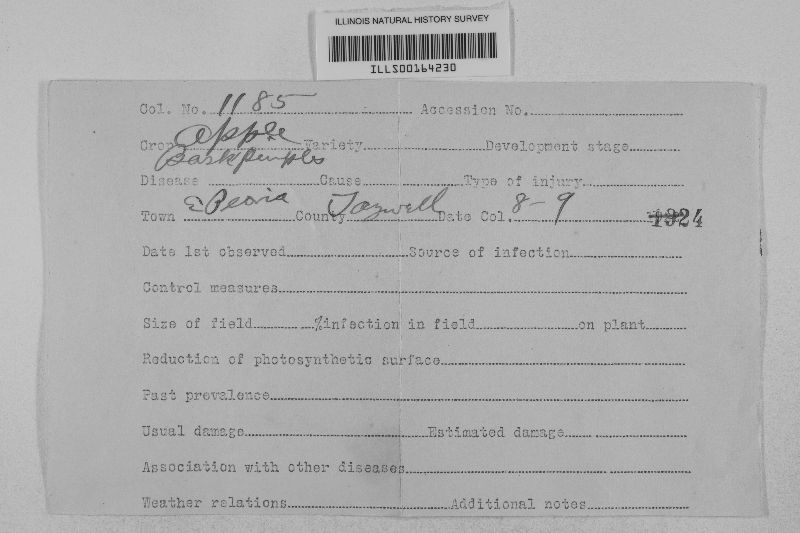 ILLINOIS NATURAL HISTORY SURVEY
ILLS00164230
Col. No. 1185 Accession No.
Crop Apple Variety Development stage
Bark pimples
Disease Cause Type of injury
Town E Peoria County Tazwell Date Col. 8-9 1924
Date 1st observed Source of infection
Control measures
Size of field %infection in field on plant
Reduction of photosynthetic surface
Past prevalence
Usual damage Estimated damage
Association with other diseases
Weather relations Additional notes